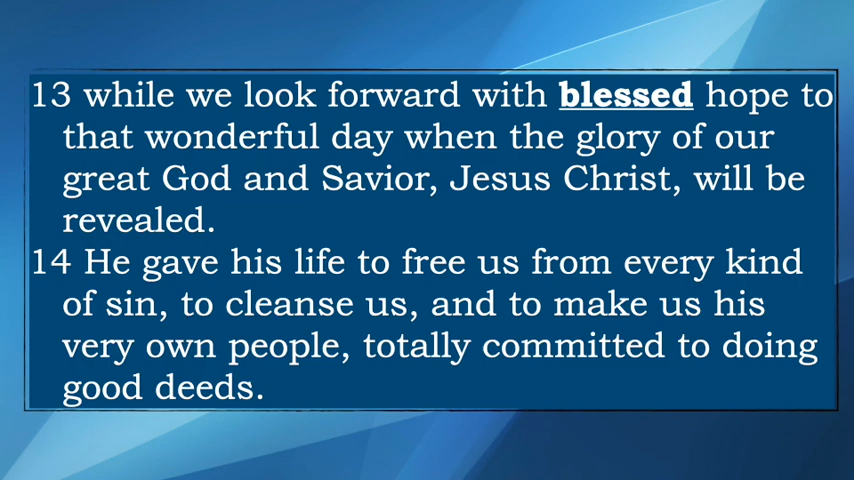 13 while we look forward with blessed hope to
that wonderful day when the glory of our
great God and Savior, Jesus Christ, will be
revealed.
14 He gave his life to free us from every kind
of sin, to cleanse us, and to make us his
very own people, totally committed to doing
good deeds.